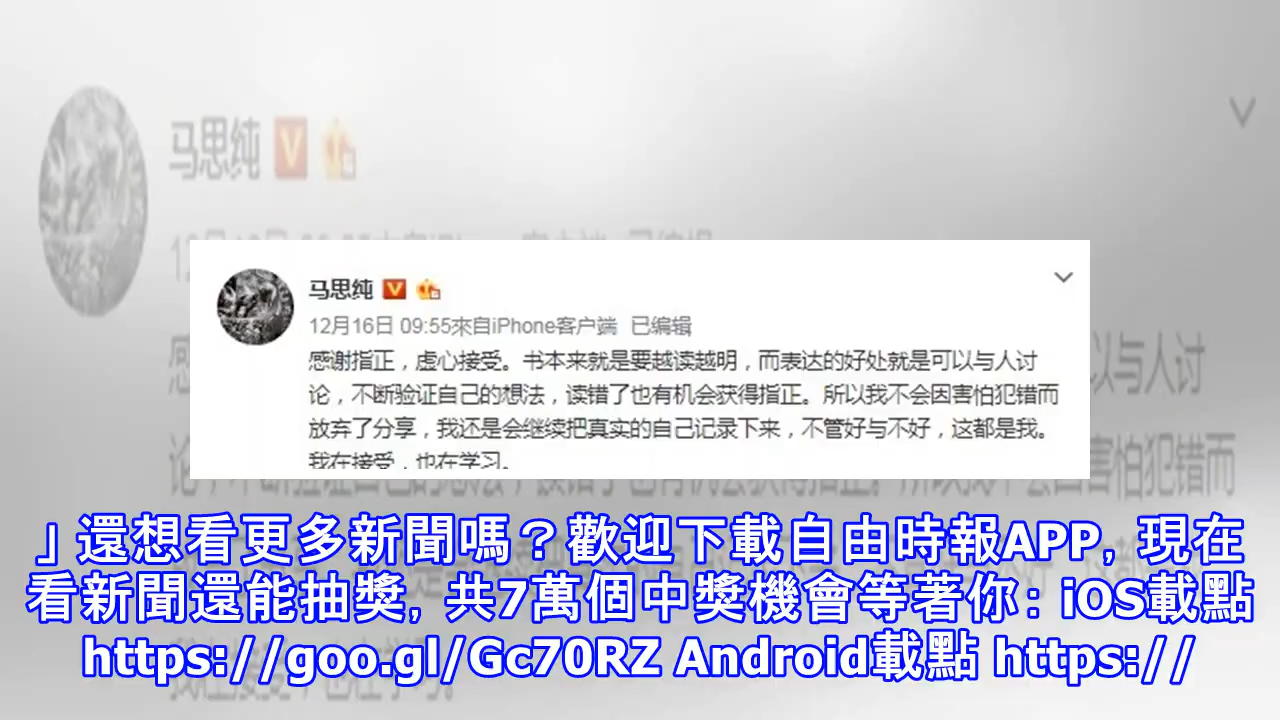 马思纯
12月16日 09:55來自iPhone客户端 已编辑
感谢指正，虚心接受。书本来就是要越读越明，而表达的好处就是可以与人讨
论，不断验证自己的想法，读错了也有机会获得指正。所以我不会因害怕犯错而
放弃了分享，我还是会继续把真实的自己记录下来，不管好与不好，这都是我。
我在接受，也在学习。
」還想看更多新聞嗎？歡迎下載自由時報APP, 現在
看新聞還能抽獎, 共7萬個中獎機會等著你: iOS載點
https://goo.gl/Gc70RZ Android載點 https://